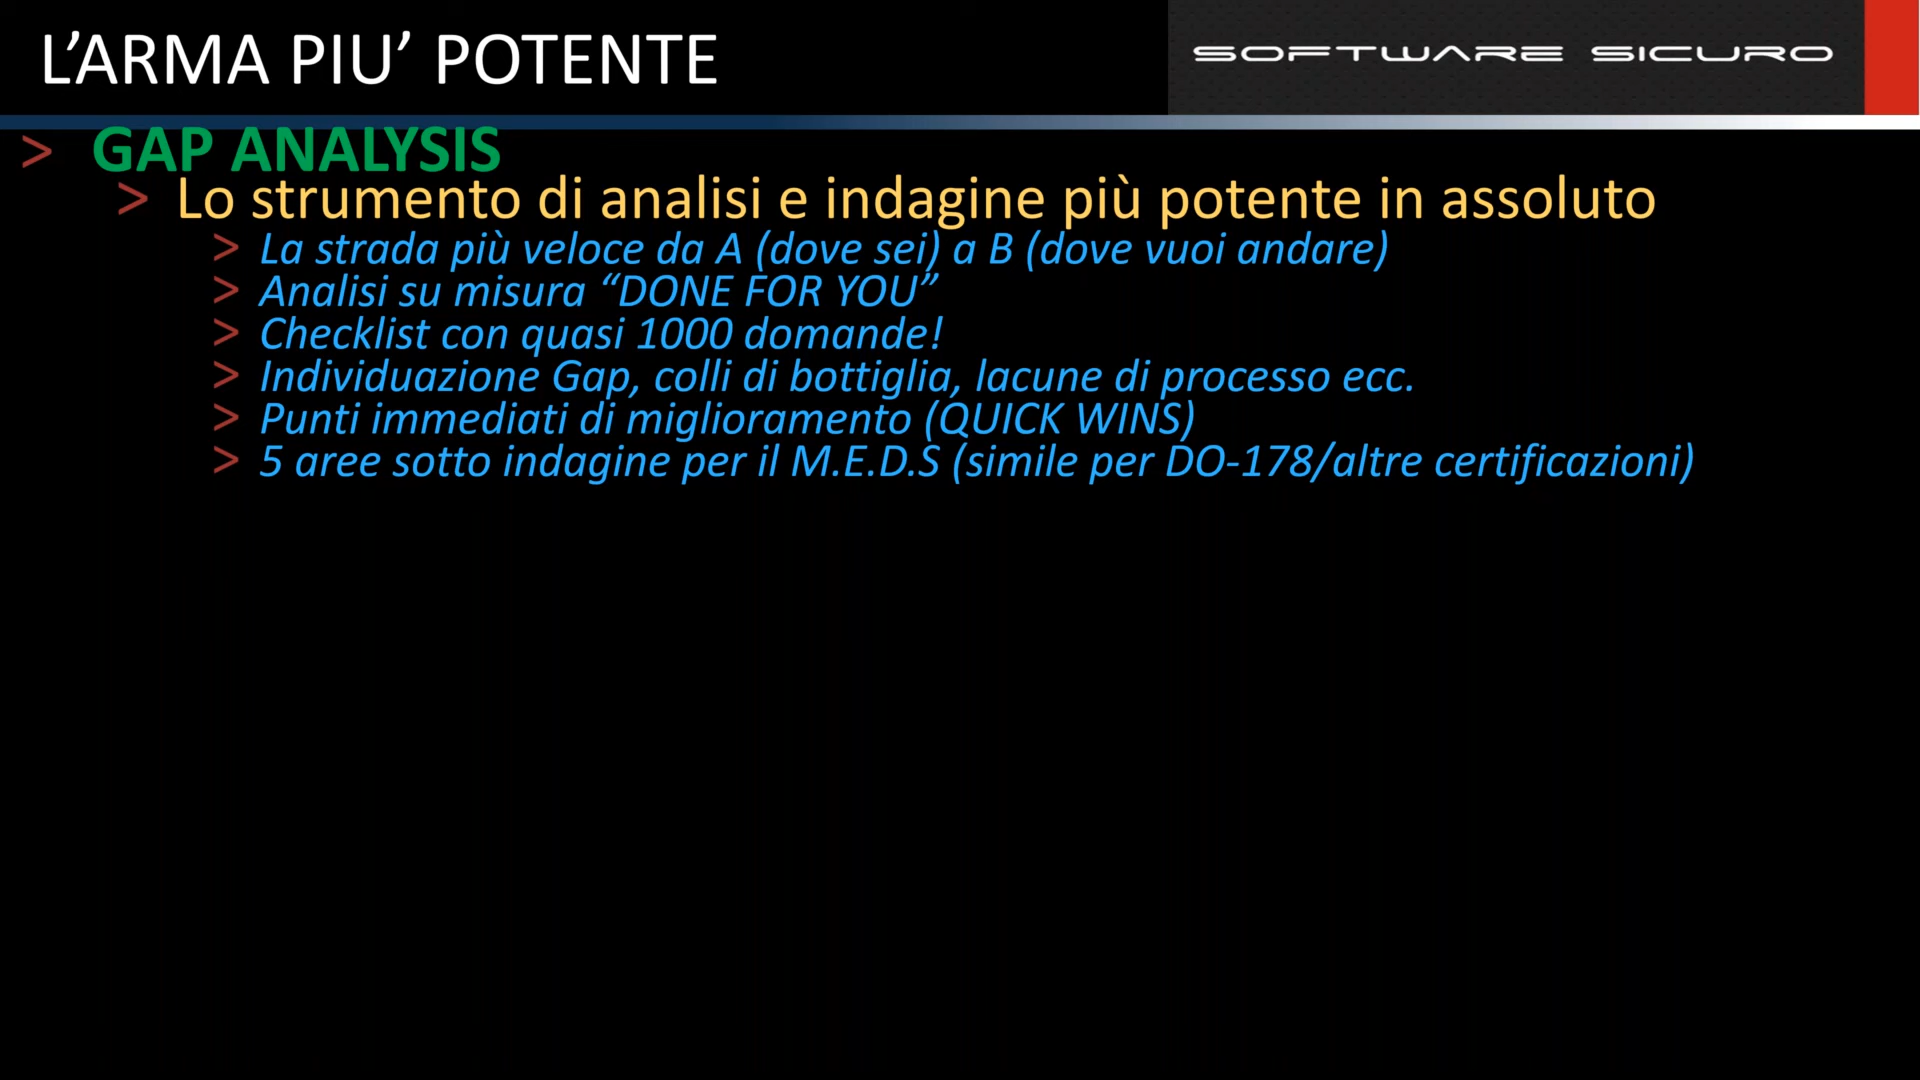 L’ARMA PIU’ POTENTE
SOFTWARE SICURO
> GAP ANALYSIS
> Lo strumento di analisi e indagine più potente in assoluto
> La strada più veloce da A (dove sei) a B (dove vuoi andare)
> Analisi su misura “DONE FOR YOU”
> Checklist con quasi 1000 domande!
> Individuazione Gap, colli di bottiglia, lacune di processo ecc.
> Punti immediati di miglioramento (QUICK WINS)
> 5 aree sotto indagine per il M.E.D.S (simile per DO-178/altre certificazioni)